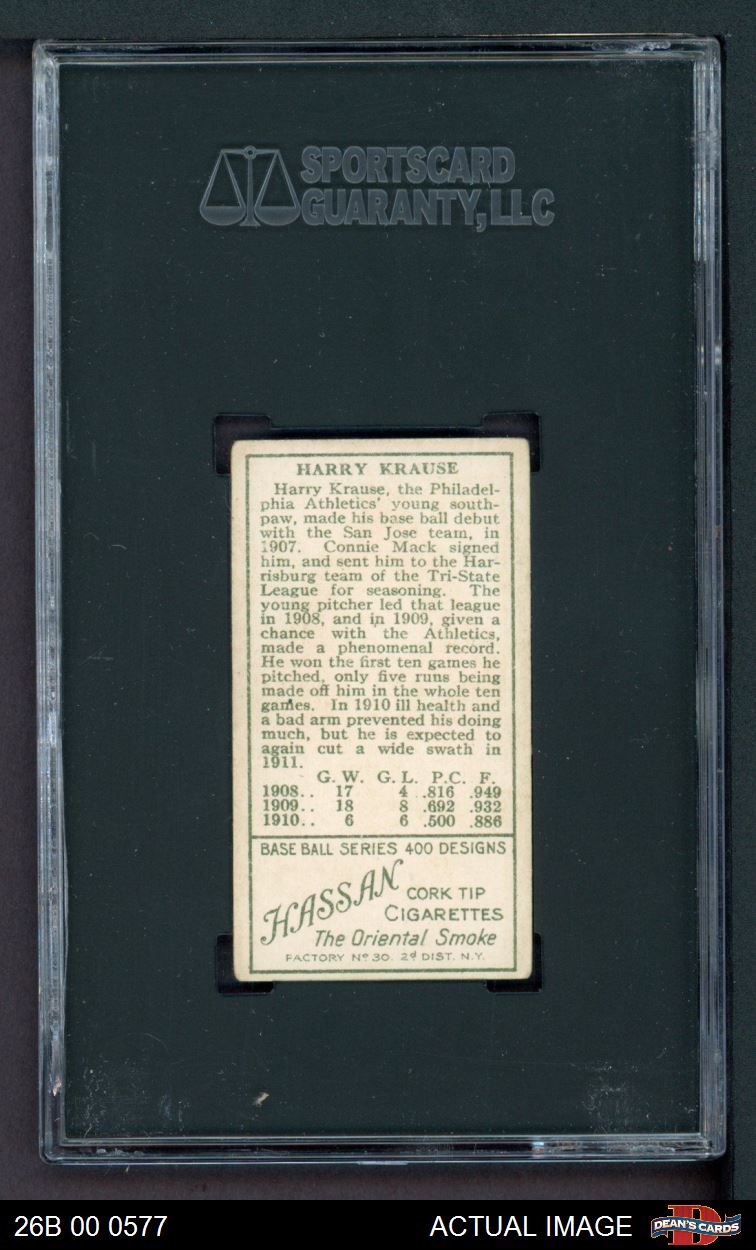 SPORTSCARD
GUARANTY, LLC
HARRY KRAUSE
Harry Krause, the Philadel-
phia Athletics' young south-
paw, made his base ball debut
with the San Jose team, in
1907. Connie Mack signed
him, and sent him to the Har-
risburg team of the Tri-State
League for seasoning. The
young pitcher led that league
in 1908, and in 1909, given a
chance with the Athletics,
made a phenomenal record.
He won the first ten games he
pitched, only five runs being
made off him in the whole ten
games. In 1910 ill health and
a bad arm prevented his doing
much, but he is expected to
again cut a wide swath in
1911.
G. W. G. L. P.C. F.
1908.. 17 4 .816 .949
1909.. 18 8 .692 .932
1910.. 6 6 .500 .886
BASE BALL SERIES 400 DESIGNS
HASSAN
CORK TIP
CIGARETTES
The Oriental Smoke
FACTORY Nº 30. 2d DIST. N.Y.
26B 00 0577 ACTUAL IMAGE D DEAN'S CARDS